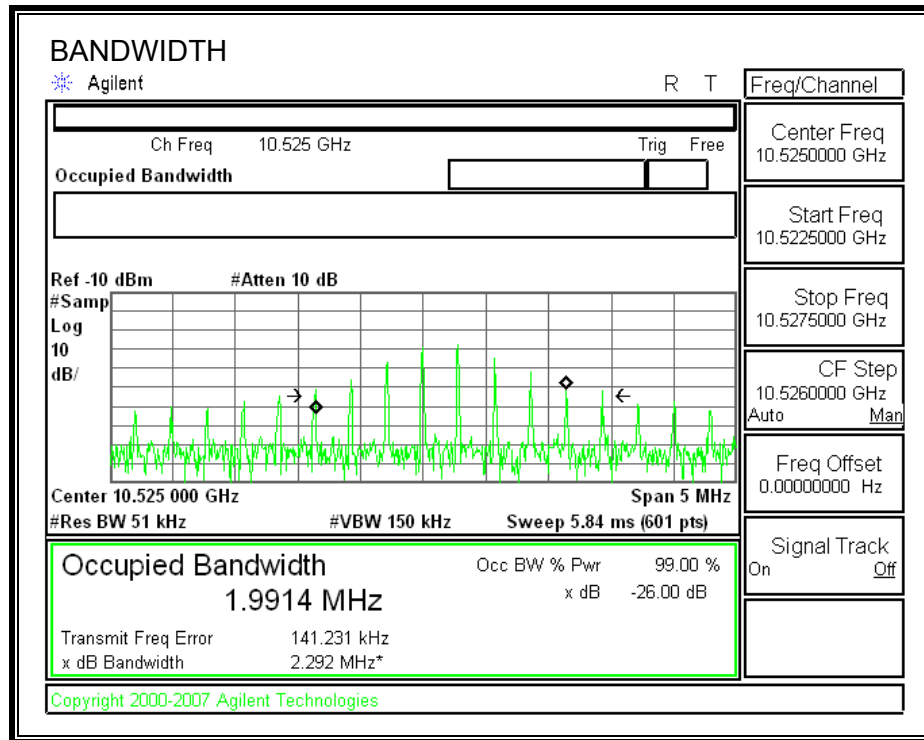 BANDWIDTH
Agilent R T
Ch Freq 10.525 GHz Trig Free
Occupied Bandwidth
Ref -10 dBm #Atten 10 dB
#Samp
Log
10
dB/
Center 10.525 000 GHz Span 5 MHz
#Res BW 51 kHz #VBW 150 kHz Sweep 5.84 ms (601 pts)
Occupied Bandwidth
1.9914 MHz
Occ BW % Pwr 99.00 %
x dB -26.00 dB
Transmit Freq Error 141.231 kHz
x dB Bandwidth 2.292 MHz*
Copyright 2000-2007 Agilent Technologies
Freq/Channel
Center Freq
10.5250000 GHz
Start Freq
10.5225000 GHz
Stop Freq
10.5275000 GHz
CF Step
10.5260000 GHz
Auto Man
Freq Offset
0.00000000 Hz
Signal Track
On Off